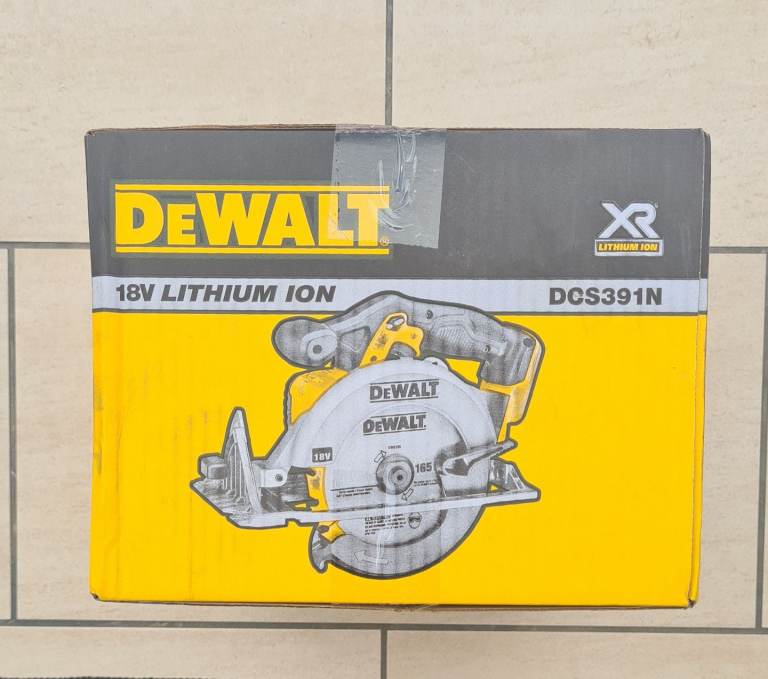 DEWALT®
XR
LITHIUM ION
18V LITHIUM ION
DCS391N
DEWALT
DEWALT
18V
165